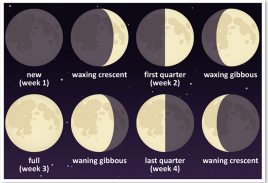 new
(week 1)
waxing crescent
first quarter
(week 2)
waxing gibbous
full
(week 3)
waning gibbous
last quarter
(week 4)
waning crescent